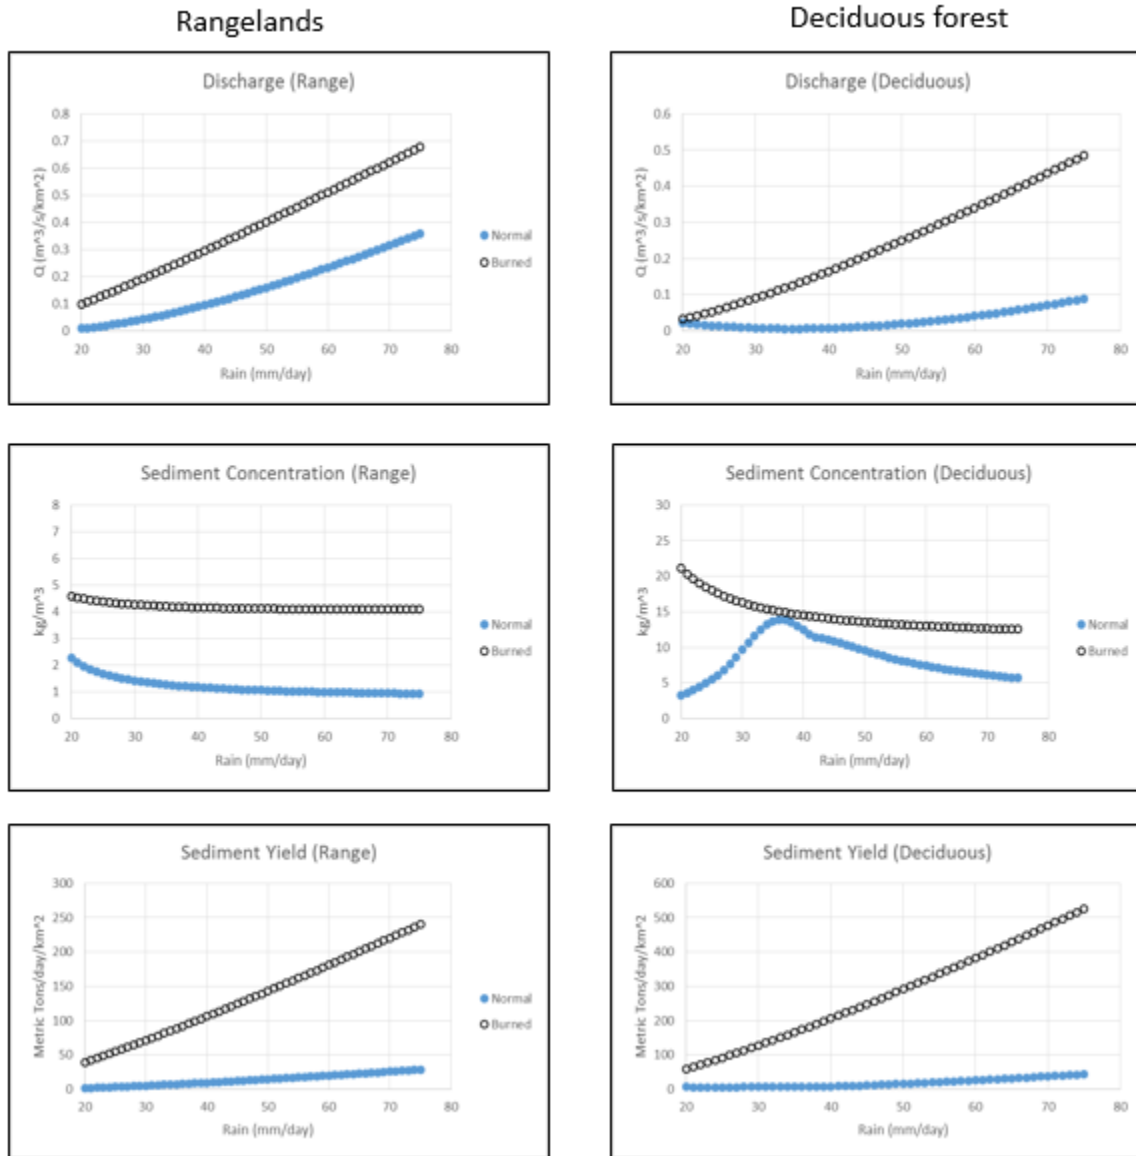 Rangelands
Deciduous forest
Discharge (Range)
0.8
0.7
0.6
0.5
0.4
0.3
0.2
0.1
0
Q (m^3/s/km^2)
20 30 40 50 60 70 80
Rain (mm/day)
Normal
Burned
Discharge (Deciduous)
0.6
0.5
0.4
0.3
0.2
0.1
0
Q (m^3/s/km^2)
20 30 40 50 60 70 80
Rain (mm/day)
Sediment Concentration (Range)
8
7
6
5
4
3
2
1
0
kg/m^3
20 30 40 50 60 70 80
Rain (mm/day)
Normal
Burned
Sediment Concentration (Deciduous)
30
25
20
15
10
5
0
kg/m^3
20 30 40 50 60 70 80
Rain (mm/day)
Normal
Burned
Sediment Yield (Range)
300
250
200
150
100
50
0
Metric Tons/day/km^2
20 30 40 50 60 70 80
Rain (mm/day)
Normal
Burned
Sediment Yield (Deciduous)
600
500
400
300
200
100
0
Metric Tons/day/km^2
20 30 40 50 60 70 80
Rain (mm/day)